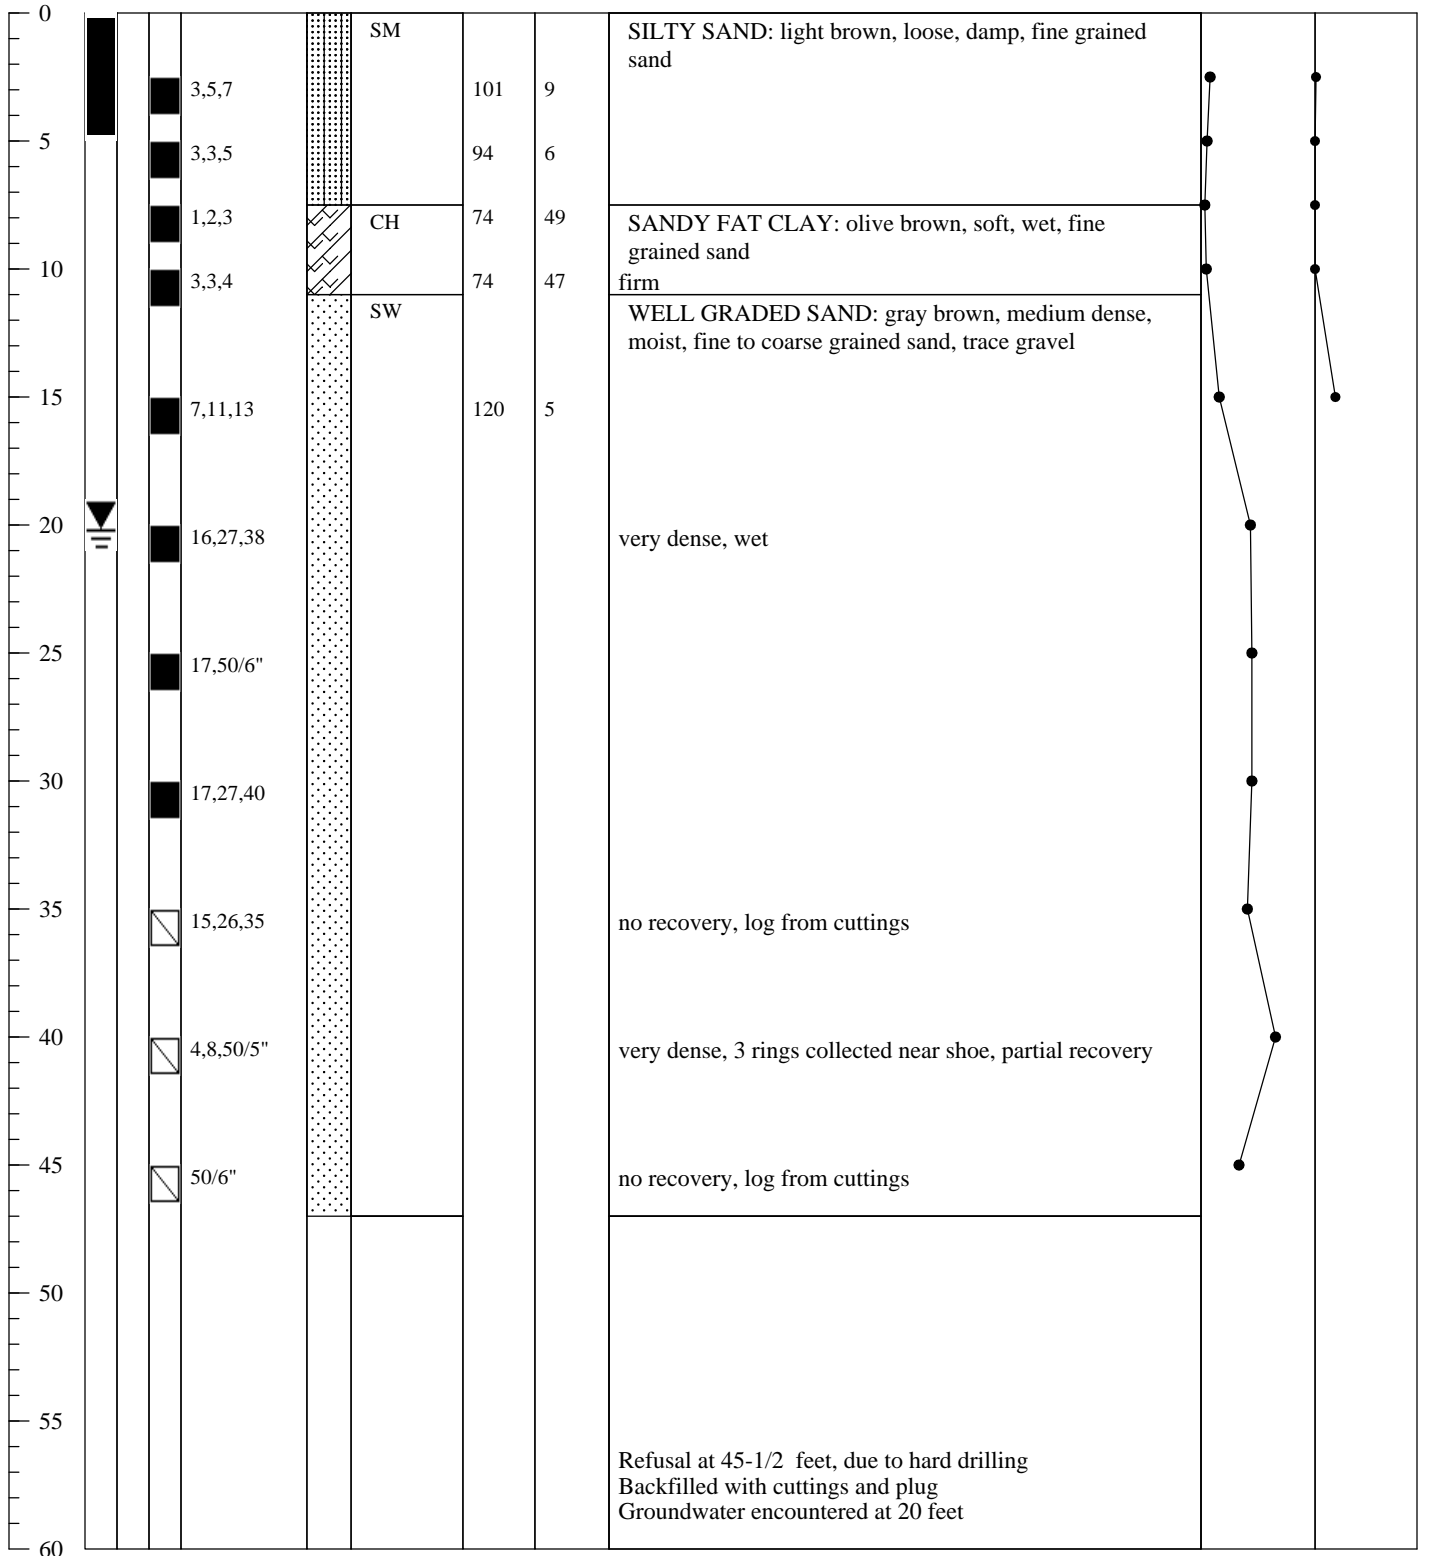 0
SM
SILTY SAND: light brown, loose, damp, fine grained
sand
3,5,7
101
9
5
3,3,5
94
6
1,2,3
CH
74
49
SANDY FAT CLAY: olive brown, soft, wet, fine
grained sand
10
3,3,4
74
47
firm
SW
WELL GRADED SAND: gray brown, medium dense,
moist, fine to coarse grained sand, trace gravel
15
7,11,13
120
5
20
16,27,38
very dense, wet
25
17,50/6"
30
17,27,40
35
15,26,35
no recovery, log from cuttings
40
4,8,50/5"
very dense, 3 rings collected near shoe, partial recovery
45
50/6"
no recovery, log from cuttings
50
55
Refusal at 45-1/2 feet, due to hard drilling
Backfilled with cuttings and plug
Groundwater encountered at 20 feet
60